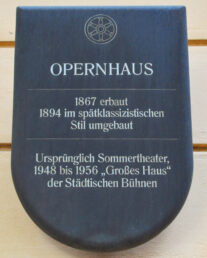 OPERNHAUS
1867 erbaut
1894 im spätklassizistischen
Stil umgebaut
Ursprünglich Sommertheater,
1948 bis 1956 „Großes Haus“
der Städtischen Bühnen